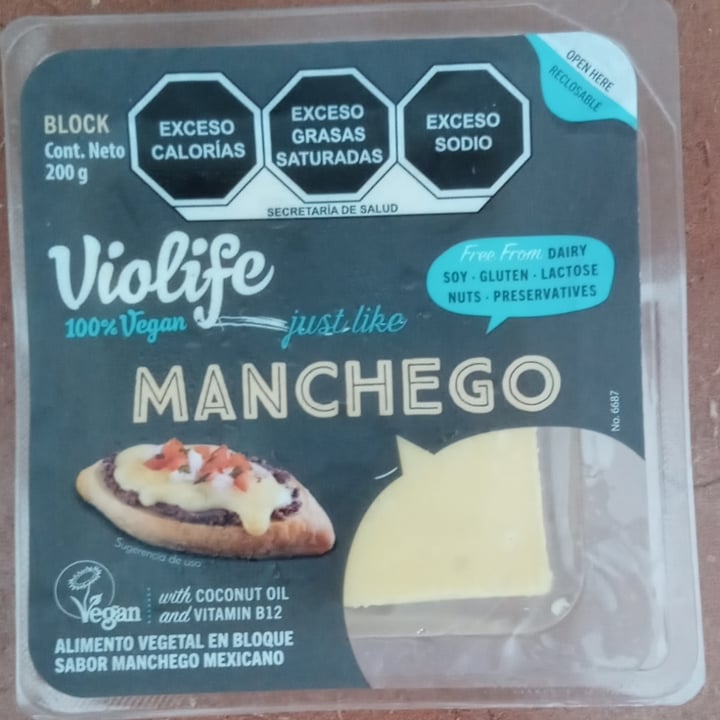 OPEN HERE
RECLOSABLE
BLOCK
Cont. Neto
200 g
EXCESO
CALORÍAS
EXCESO
GRASAS
SATURADAS
EXCESO
SODIO
SECRETARÍA DE SALUD
Violife
100% Vegan
Free From DAIRY
SOY · GLUTEN · LACTOSE
NUTS · PRESERVATIVES
just like
MANCHEGO
No. 6687
Sugerencia de uso
Vegan
with COCONUT OIL
and VITAMIN B12
ALIMENTO VEGETAL EN BLOQUE
SABOR MANCHEGO MEXICANO